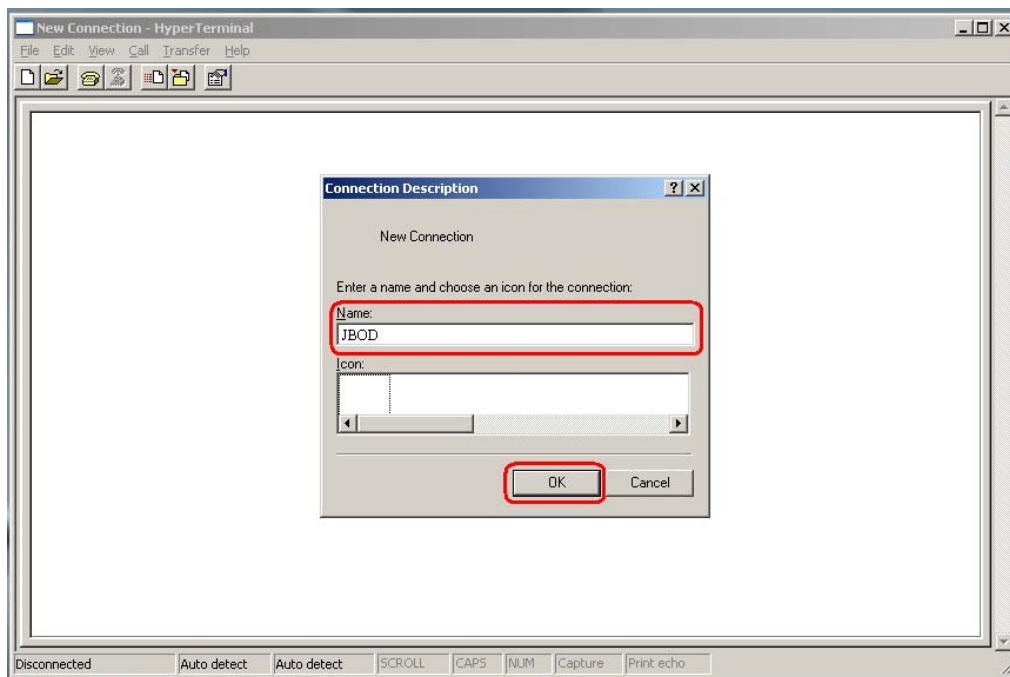 New Connection - HyperTerminal
File Edit View Call Transfer Help
Connection Description
New Connection
Enter a name and choose an icon for the connection:
Name:
JBOD
Icon:
OK Cancel
Disconnected Auto detect Auto detect SCROLL CAPS NUM Capture Print echo